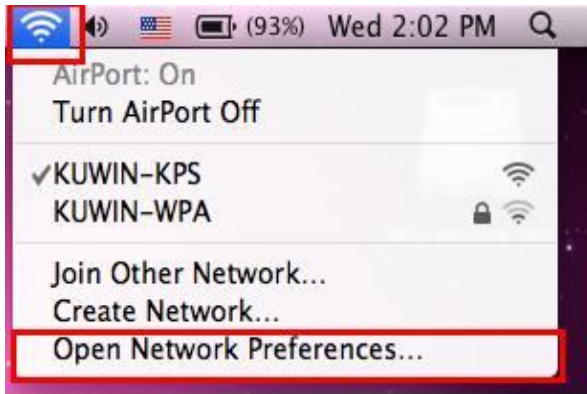 (93%) Wed 2:02 PM
AirPort: On
Turn AirPort Off
✓KUWIN-KPS
KUWIN-WPA
Join Other Network...
Create Network...
Open Network Preferences...